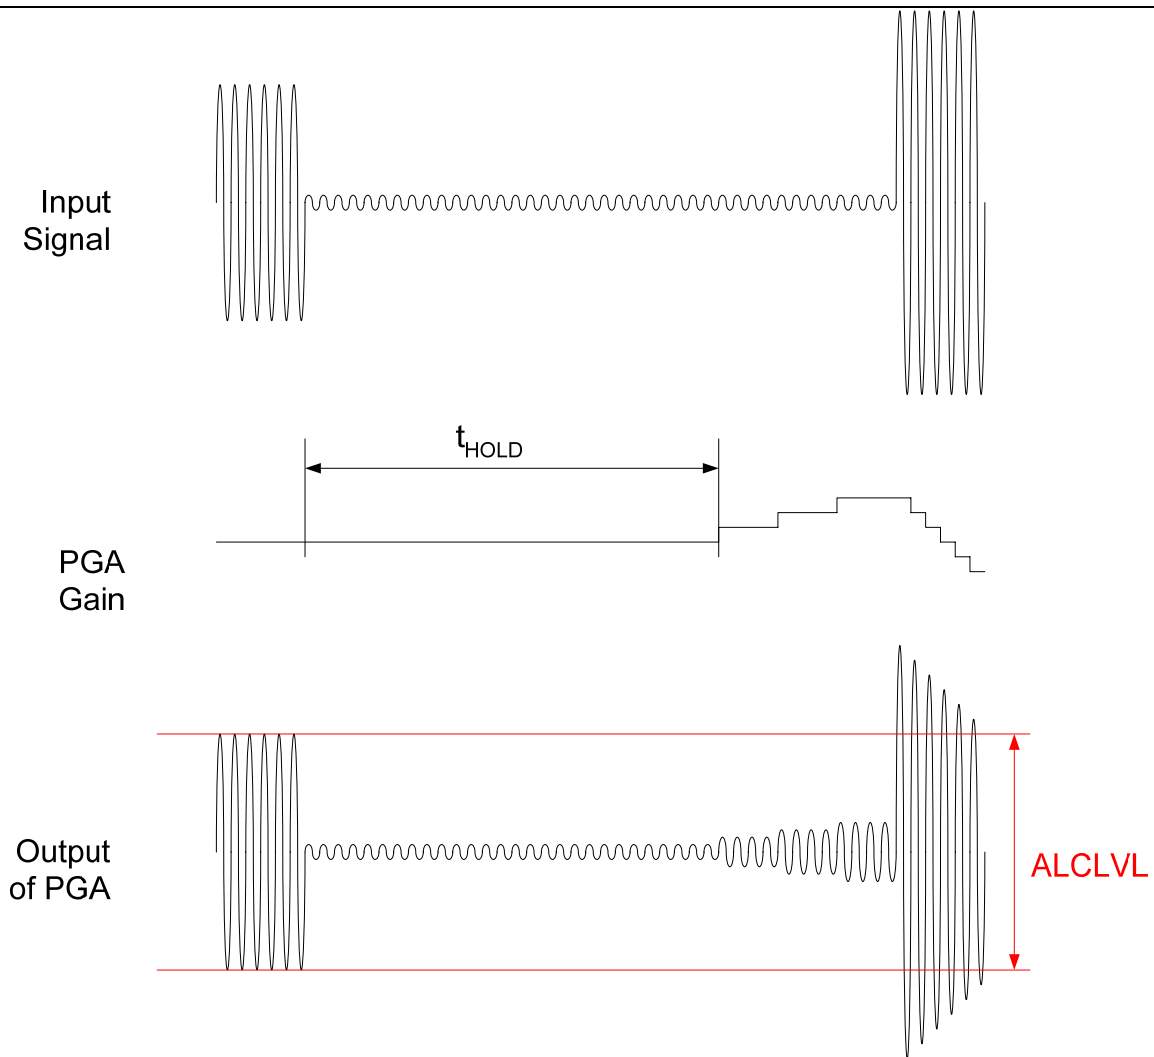 Input
Signal
tHOLD
PGA
Gain
Output
of PGA
ALCLVL